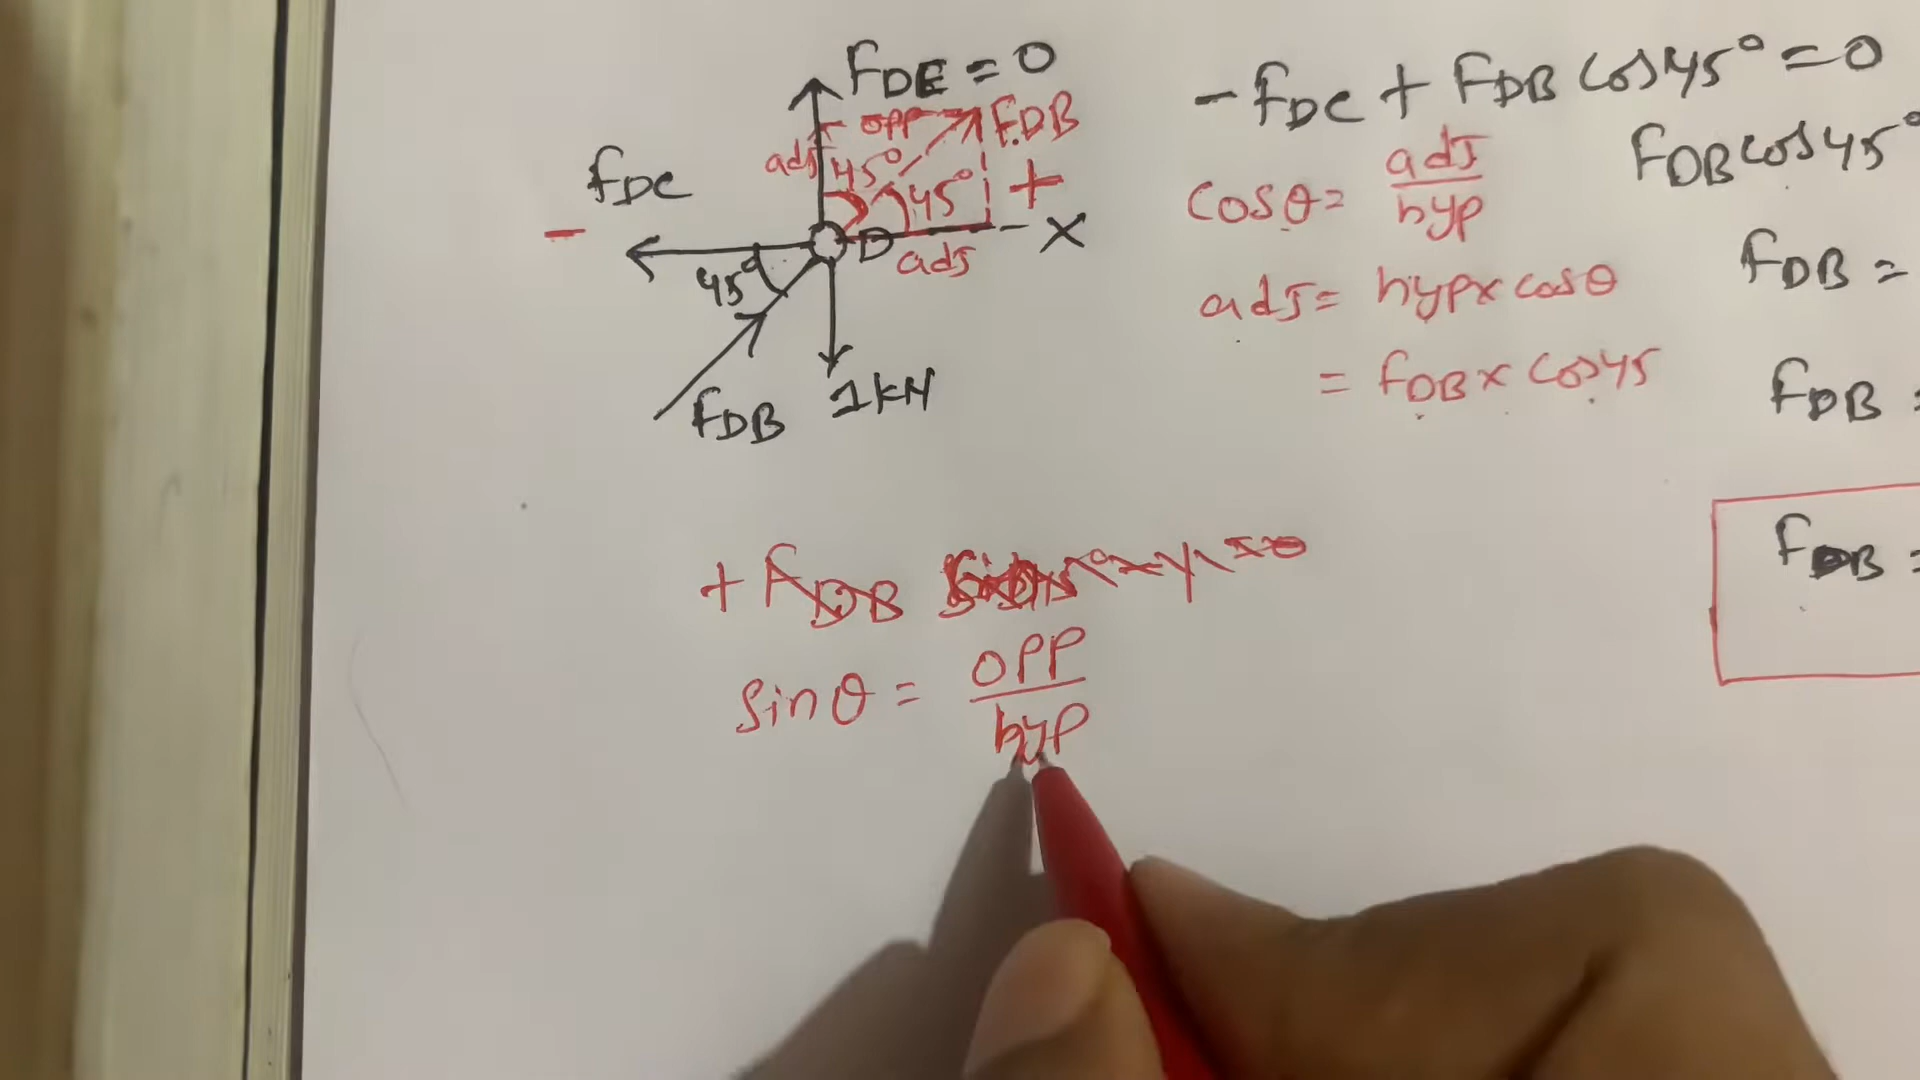 FDE = 0
opp
FDB
adj
45°
45°
+
FDC
-
D
X
adj
45°
FDB
1KN
-FDC + FDB cos45° = 0
FDB cos45°
cosθ = adj
hyp
FDB =
adj = hyp x cosθ
= FDB x cos45
FDB =
FDB =
+ FDB
sinθ = opp
hyp